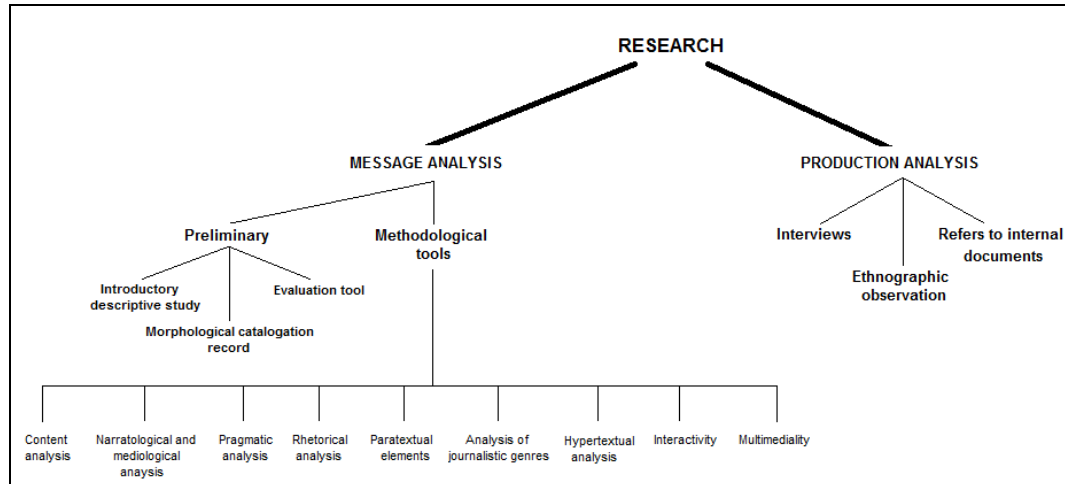 RESEARCH
MESSAGE ANALYSIS
PRODUCTION ANALYSIS
Preliminary
Methodological
tools
Interviews
Refers to internal
documents
Ethnographic
observation
Introductory
descriptive study
Evaluation tool
Morphological catalogation
record
Content
analysis
Narratological and
mediological
anaysis
Pragmatic
analysis
Rhetorical
analysis
Paratextual
elements
Analysis of
journalistic genres
Hypertextual
analysis
Interactivity
Multimediality